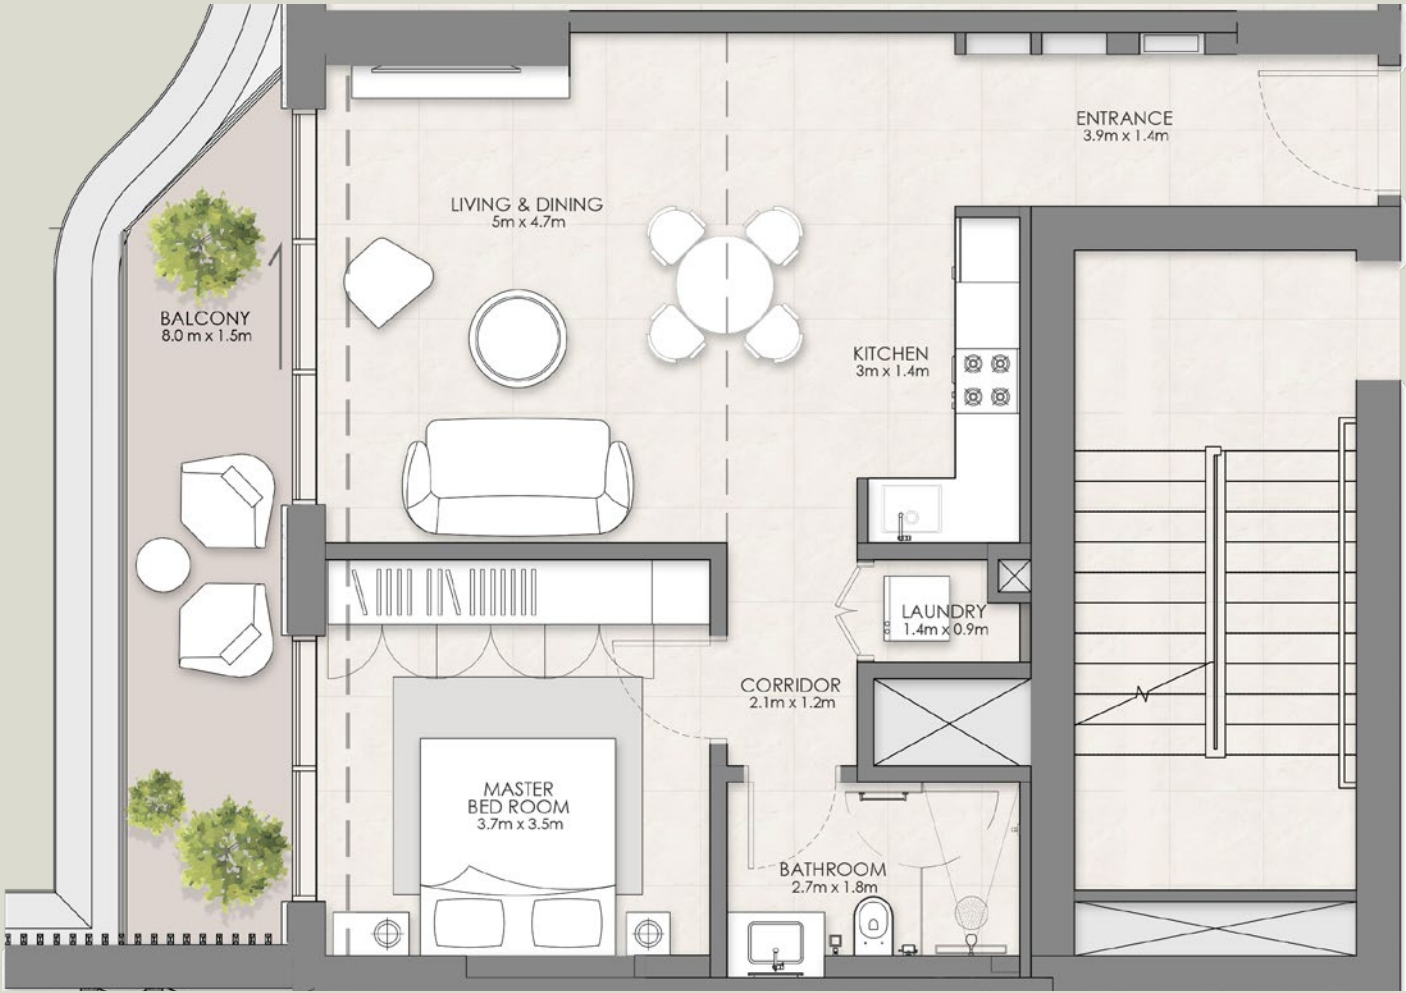 ENTRANCE
3.9m x 1.4m
LIVING & DINING
5m x 4.7m
BALCONY
8.0 m x 1.5m
KITCHEN
3m x 1.4m
LAUNDRY
1.4m x 0.9m
CORRIDOR
2.1m x 1.2m
MASTER
BED ROOM
3.7m x 3.5m
BATHROOM
2.7m x 1.8m